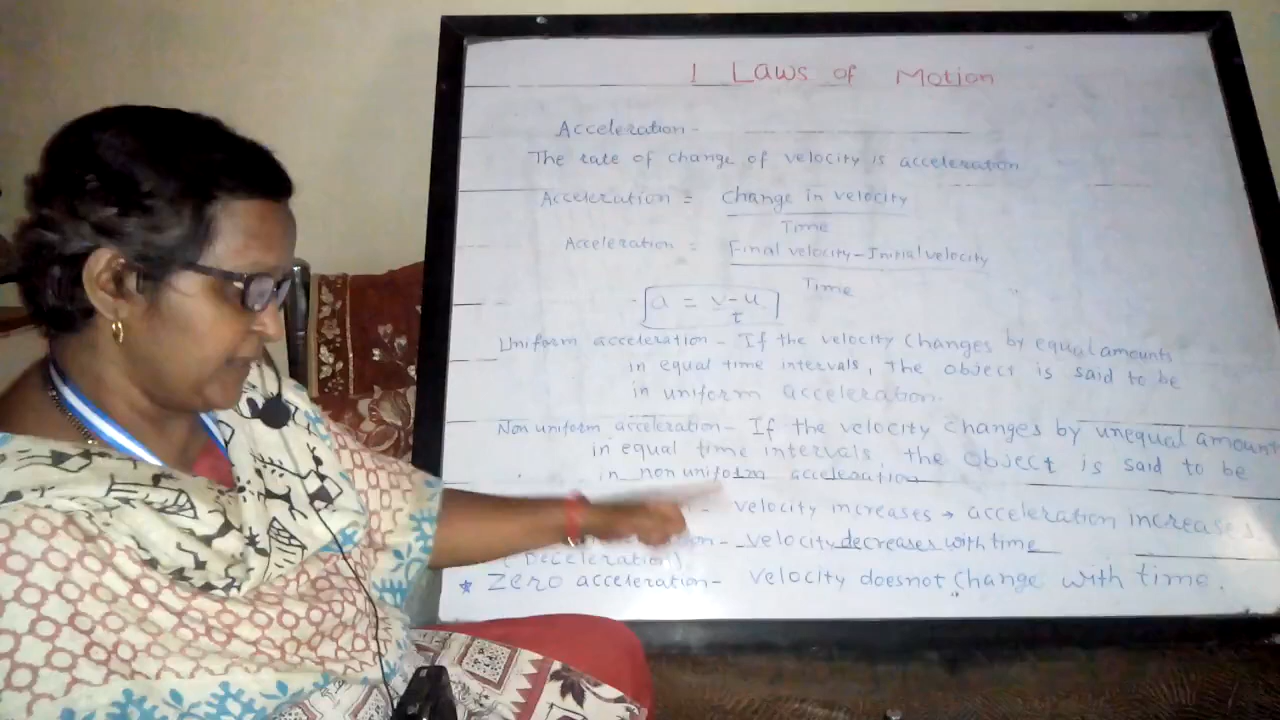 1 Laws of Motion
Acceleration -
The rate of change of velocity is acceleration
Acceleration = Change in velocity
Time
Acceleration = Final velocity - Initial velocity
Time
a = v - u
t
Uniform acceleration - If the velocity changes by equal amounts
in equal time intervals, the object is said to be
in uniform acceleration.
Non uniform acceleration - If the velocity changes by unequal amount
in equal time intervals, the object is said to be
in non uniform acceleration
- velocity increases → acceleration increases
- velocity decreases with time
(Deceleration)
* Zero acceleration - velocity doesnot change with time.